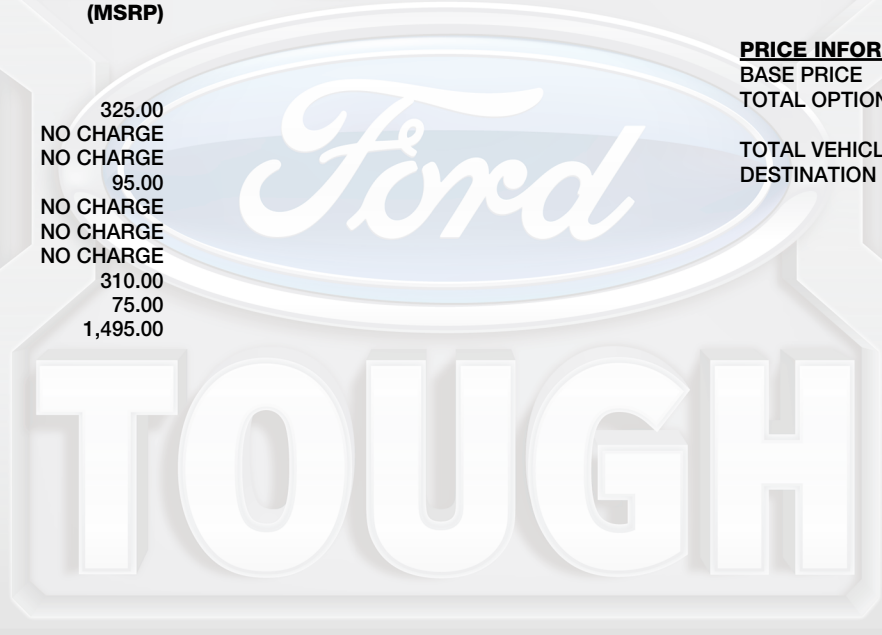 (MSRP)
325.00
NO CHARGE
NO CHARGE
95.00
NO CHARGE
NO CHARGE
NO CHARGE
310.00
75.00
1,495.00
PRICE INFOR
BASE PRICE
TOTAL OPTION
TOTAL VEHICL
DESTINATION
Ford
TOUGH